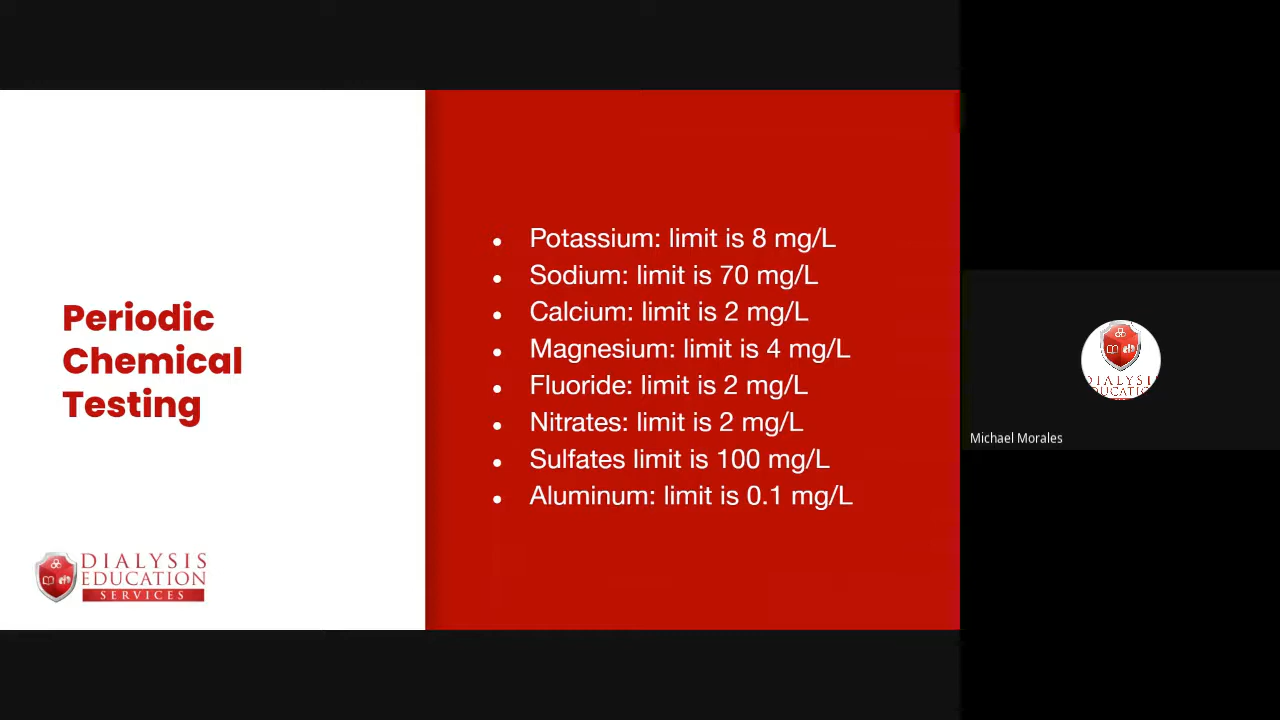 Periodic
Chemical
Testing
• Potassium: limit is 8 mg/L
• Sodium: limit is 70 mg/L
• Calcium: limit is 2 mg/L
• Magnesium: limit is 4 mg/L
• Fluoride: limit is 2 mg/L
• Nitrates: limit is 2 mg/L
• Sulfates limit is 100 mg/L
• Aluminum: limit is 0.1 mg/L
DIALYSIS
EDUCATION
SERVICES
DIALYSIS
EDUCATION
Michael Morales